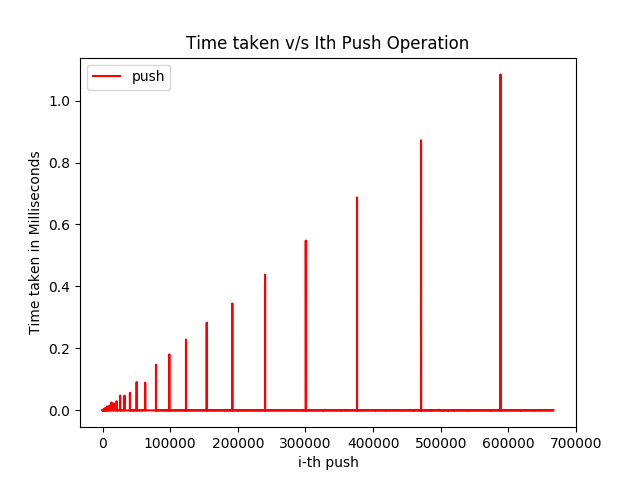 Time taken v/s Ith Push Operation
push
Time taken in Milliseconds
1.0
0.8
0.6
0.4
0.2
0.0
0 100000 200000 300000 400000 500000 600000 700000
i-th push